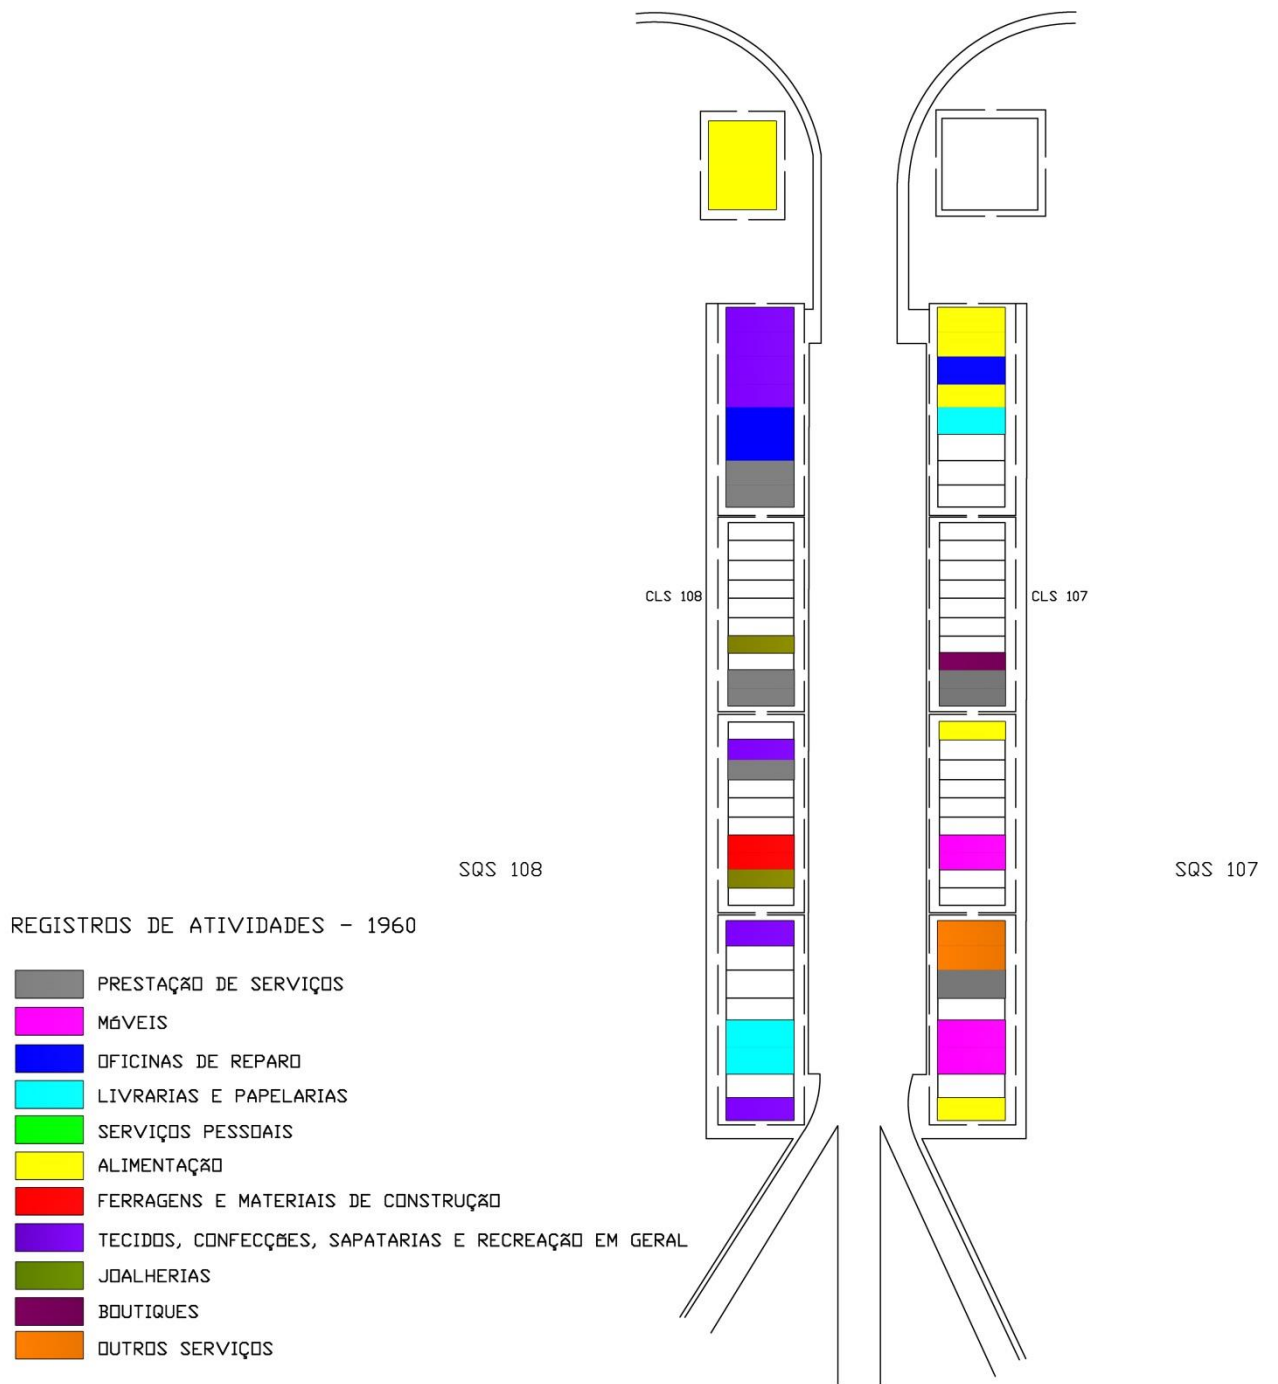 CLS 108
CLS 107
SQS 108
SQS 107
REGISTROS DE ATIVIDADES - 1960
PRESTAÇÃO DE SERVIÇOS
MÓVEIS
OFICINAS DE REPARO
LIVRARIAS E PAPELARIAS
SERVIÇOS PESSOAIS
ALIMENTAÇÃO
FERRAGENS E MATERIAIS DE CONSTRUÇÃO
TECIDOS, CONFECÇÕES, SAPATARIAS E RECREAÇÃO EM GERAL
JOALHERIAS
BOUTIQUES
OUTROS SERVIÇOS